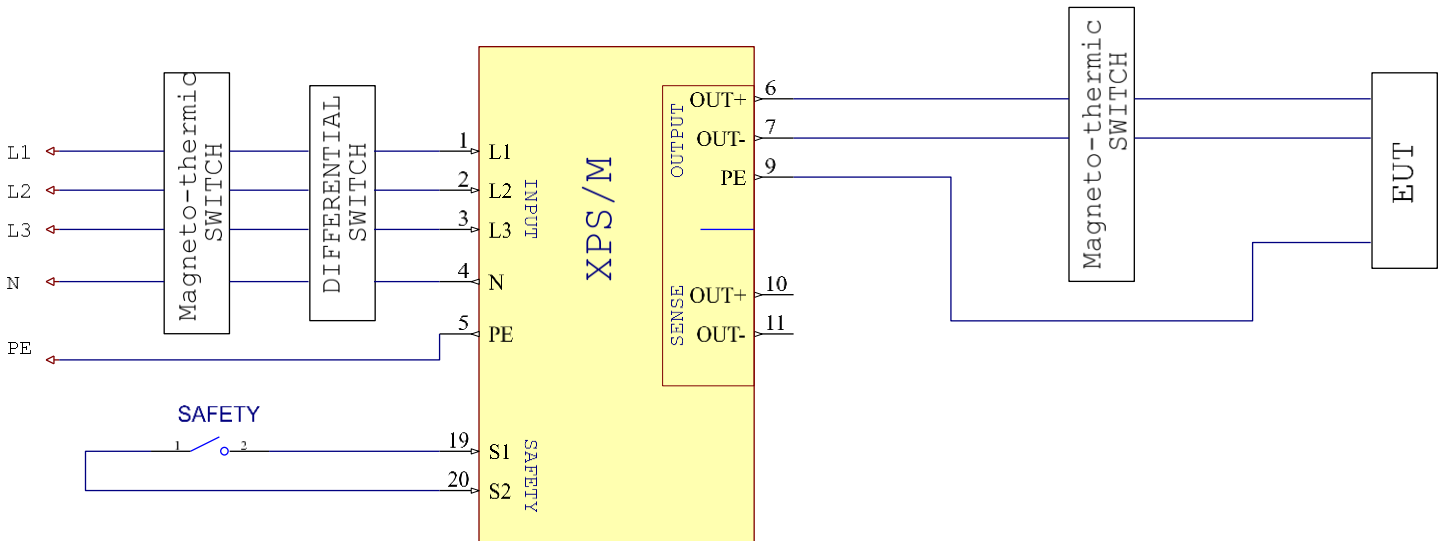 Magneto-thermic
SWITCH
DIFFERENTIAL
SWITCH
L1
L2
L3
N
PE
1
2
3
4
5
L1
L2
L3
N
PE
INPUT
XPS/M
OUTPUT
OUT+
OUT-
PE
6
7
9
SENSE
OUT+
OUT-
10
11
Magneto-thermic
SWITCH
EUT
SAFETY
1
2
19
20
S1
S2
SAFETY